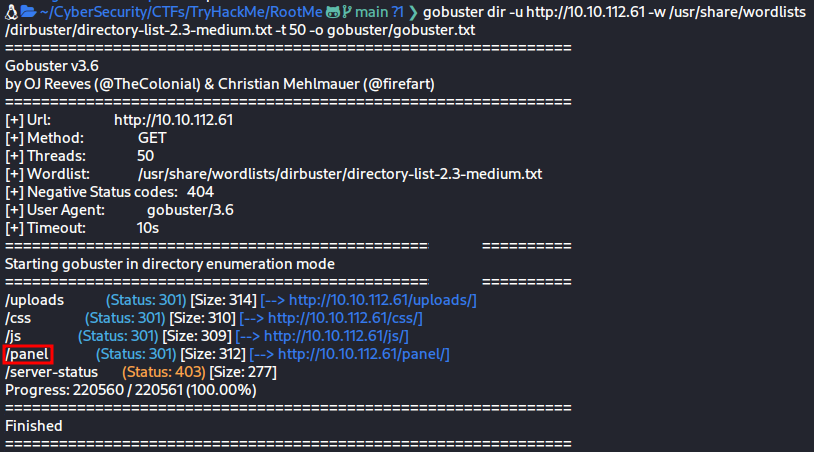 ~/CyberSecurity/CTFs/TryHackMe/RootMe main ?1 ❯ gobuster dir -u http://10.10.112.61 -w /usr/share/wordlists
/dirbuster/directory-list-2.3-medium.txt -t 50 -o gobuster/gobuster.txt
===============================================================
Gobuster v3.6
by OJ Reeves (@TheColonial) & Christian Mehlmauer (@firefart)
===============================================================
[+] Url: http://10.10.112.61
[+] Method: GET
[+] Threads: 50
[+] Wordlist: /usr/share/wordlists/dirbuster/directory-list-2.3-medium.txt
[+] Negative Status codes: 404
[+] User Agent: gobuster/3.6
[+] Timeout: 10s
=============================================== ==========
Starting gobuster in directory enumeration mode
=============================================== ==========
/uploads (Status: 301) [Size: 314] [--> http://10.10.112.61/uploads/]
/css (Status: 301) [Size: 310] [--> http://10.10.112.61/css/]
/js (Status: 301) [Size: 309] [--> http://10.10.112.61/js/]
/panel (Status: 301) [Size: 312] [--> http://10.10.112.61/panel/]
/server-status (Status: 403) [Size: 277]
Progress: 220560 / 220561 (100.00%)
===============================================================
Finished
===============================================================